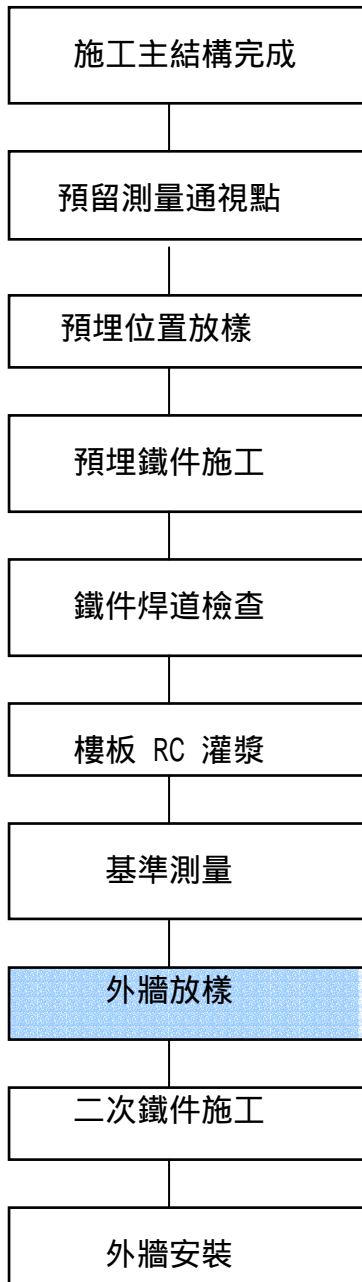 施工主結構完成
預留測量通視點
預埋位置放樣
預埋鐵件施工
鐵件焊道檢查
樓板 RC 灌漿
基準測量
外牆放樣
二次鐵件施工
外牆安裝